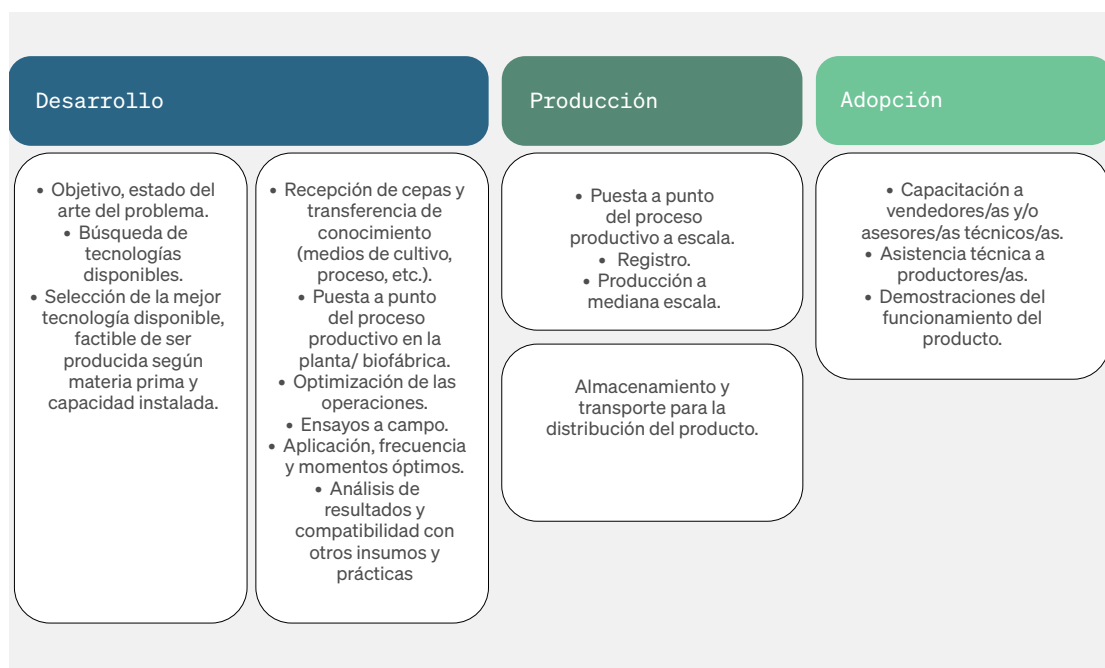 Desarrollo
• Objetivo, estado del
arte del problema.
• Búsqueda de
tecnologías
disponibles.
• Selección de la mejor
tecnología disponible,
factible de ser
producida según
materia prima y
capacidad instalada.
• Recepción de cepas y
transferencia de
conocimiento
(medios de cultivo,
proceso, etc.).
• Puesta a punto
del proceso
productivo en la
planta/ biofábrica.
• Optimización de las
operaciones.
• Ensayos a campo.
• Aplicación, frecuencia
y momentos óptimos.
• Análisis de
resultados y
compatibilidad con
otros insumos y
prácticas
Producción
• Puesta a punto
del proceso
productivo a escala.
• Registro.
• Producción a
mediana escala.
Almacenamiento y
transporte para la
distribución del producto.
Adopción
• Capacitación a
vendedores/as y/o
asesores/as técnicos/as.
• Asistencia técnica a
productores/as.
• Demostraciones del
funcionamiento del
producto.